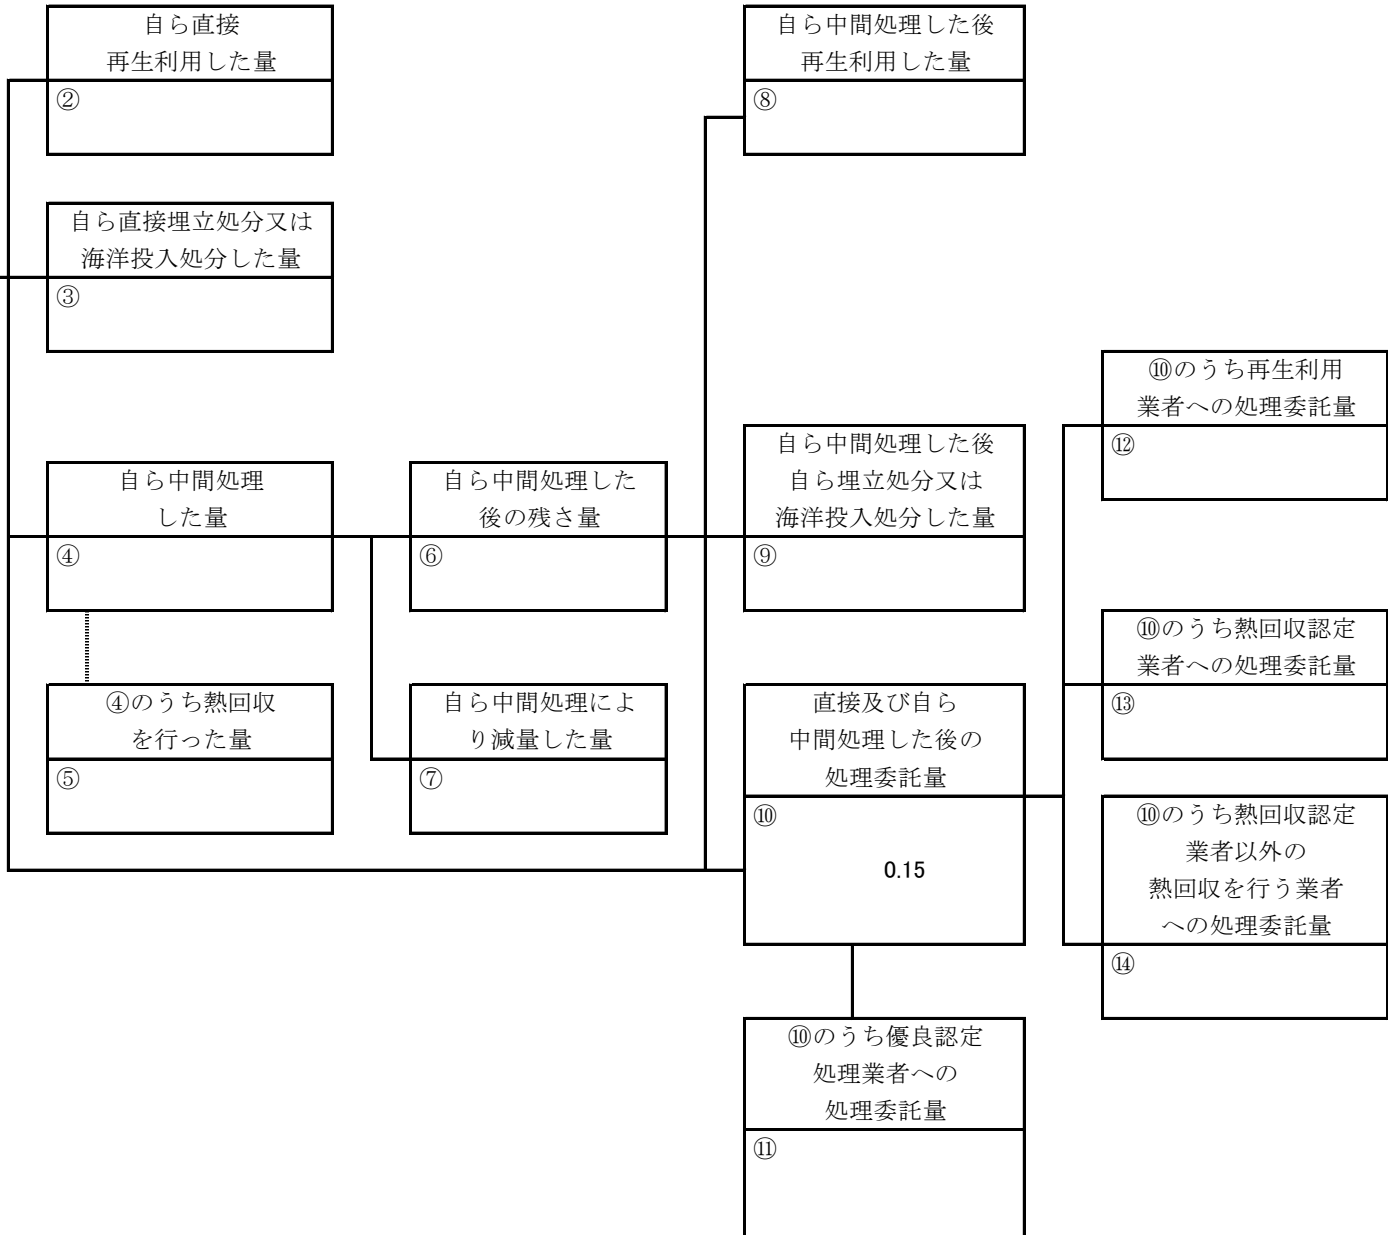 自ら直接
再生利用した量
②
自ら中間処理した後
再生利用した量
⑧
自ら直接埋立処分又は
海洋投入処分した量
③
⑩のうち再生利用
業者への処理委託量
⑫
自ら中間処理
した量
④
自ら中間処理した
後の残さ量
⑥
自ら中間処理した後
自ら埋立処分又は
海洋投入処分した量
⑨
⑩のうち熱回収認定
業者への処理委託量
⑬
④のうち熱回収
を行った量
⑤
自ら中間処理によ
り減量した量
⑦
直接及び自ら
中間処理した後の
処理委託量
⑩
0.15
⑩のうち熱回収認定
業者以外の
熱回収を行う業者
への処理委託量
⑭
⑩のうち優良認定
処理業者への
処理委託量
⑪